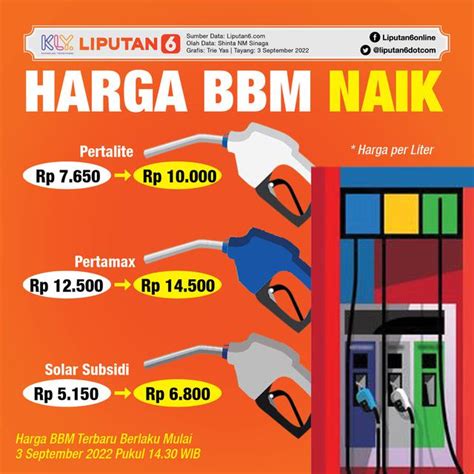 KLY.
LIPUTAN 6
Sumber Data: Liputan6.com
Olah Data: Shinta NM Sinaga
Grafis: Trie Yas | Tayang: 3 September 2022
Liputan6online
@liputan6dotcom
HARGA BBM NAIK
* Harga per Liter
Pertalite
Rp 7.650 → Rp 10.000
Pertamax
Rp 12.500 → Rp 14.500
Solar Subsidi
Rp 5.150 → Rp 6.800
Harga BBM Terbaru Berlaku Mulai
3 September 2022 Pukul 14.30 WIB